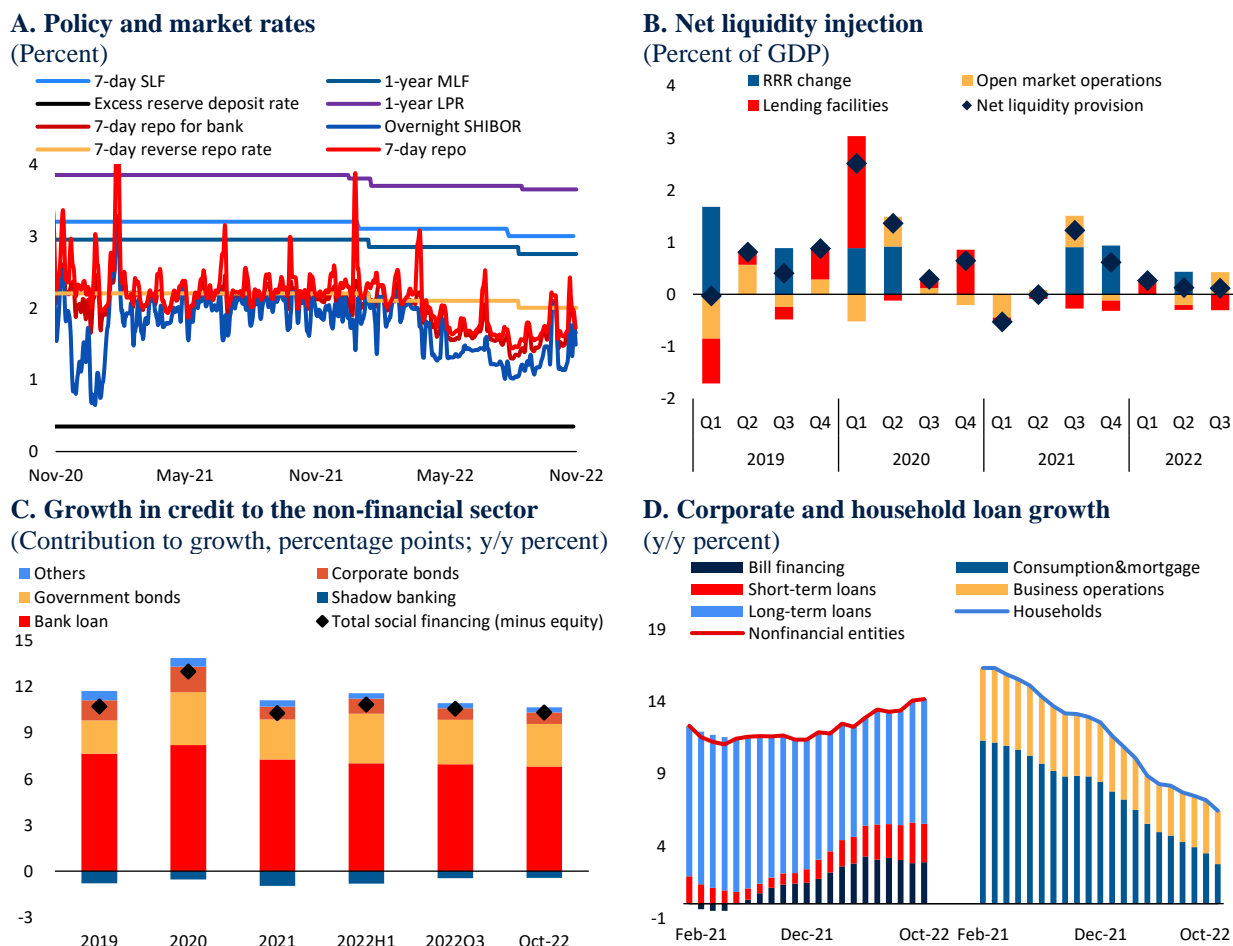 A. Policy and market rates
(Percent)
7-day SLF
1-year MLF
Excess reserve deposit rate
1-year LPR
7-day repo for bank
Overnight SHIBOR
7-day reverse repo rate
7-day repo
4
3
2
1
0
Nov-20
May-21
Nov-21
May-22
Nov-22
B. Net liquidity injection
(Percent of GDP)
RRR change
Open market operations
Lending facilities
Net liquidity provision
4
3
2
1
0
-1
-2
Q1 Q2 Q3 Q4 Q1 Q2 Q3 Q4 Q1 Q2 Q3 Q4 Q1 Q2 Q3
2019 2020 2021 2022
C. Growth in credit to the non-financial sector
(Contribution to growth, percentage points; y/y percent)
Others
Corporate bonds
Government bonds
Shadow banking
Bank loan
Total social financing (minus equity)
15
12
9
6
3
0
-3
2019 2020 2021 2022H1 2022Q3 Oct-22
D. Corporate and household loan growth
(y/y percent)
Bill financing
Consumption&mortgage
Short-term loans
Business operations
Long-term loans
Households
Nonfinancial entities
19
14
9
4
-1
Feb-21 Dec-21 Oct-22 Feb-21 Dec-21 Oct-22